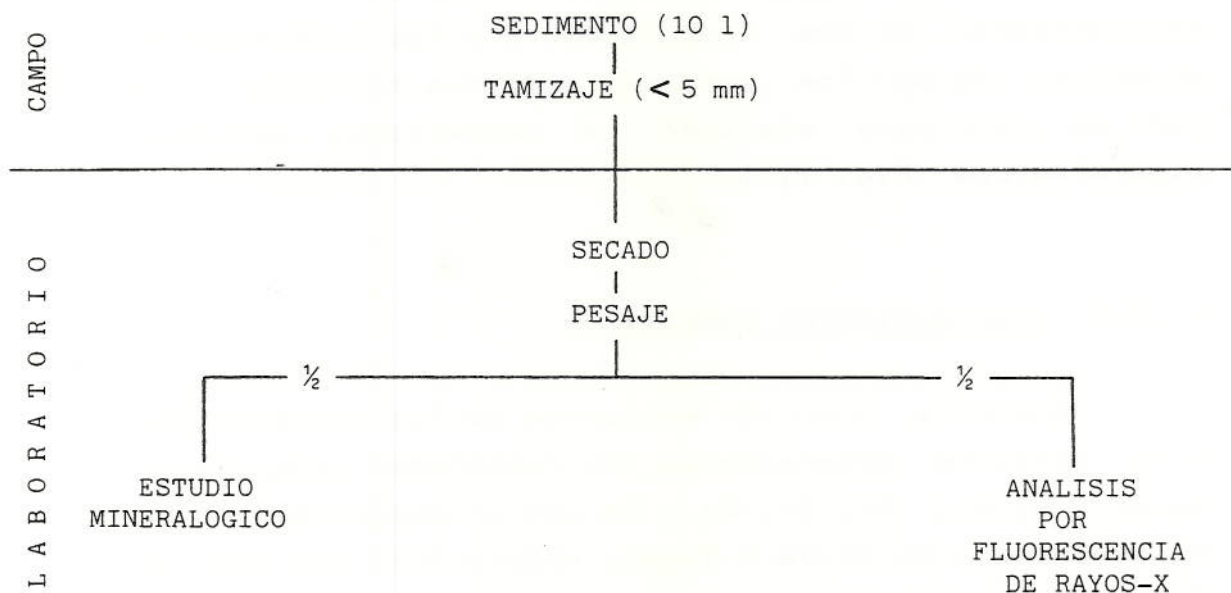 CAMPO
SEDIMENTO (10 l)
TAMIZAJE (< 5 mm)
LABORATORIO
SECADO
PESAJE
½
½
ESTUDIO
MINERALOGICO
ANALISIS
POR
FLUORESCENCIA
DE RAYOS-X